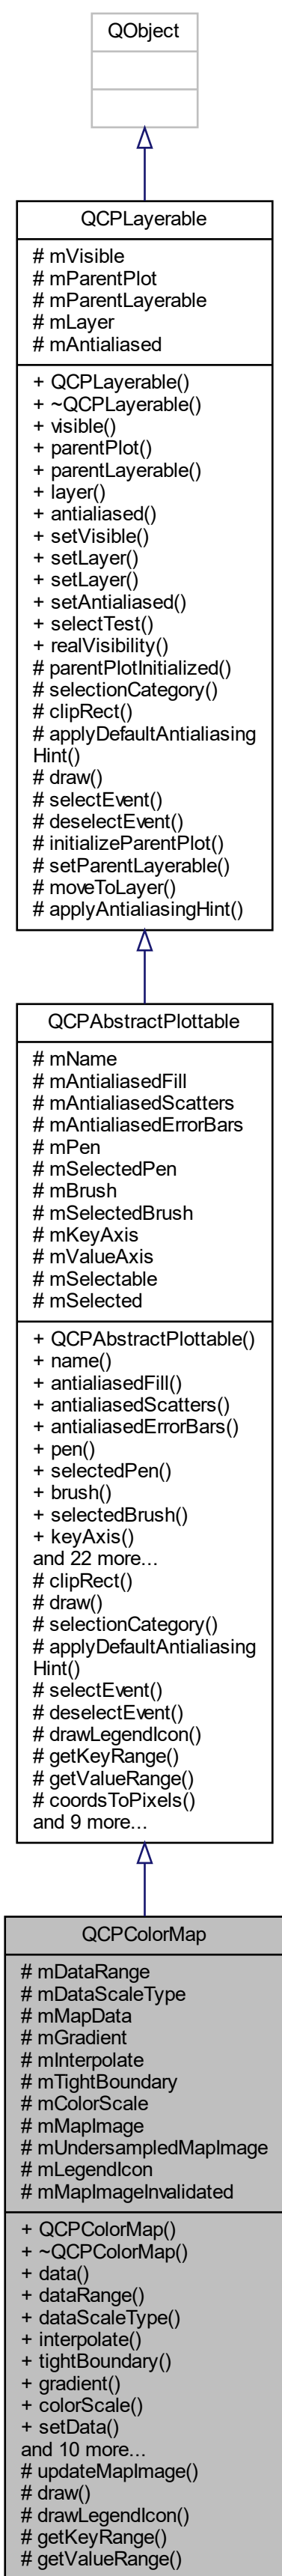 QObject
QCPLayerable
# mVisible
# mParentPlot
# mParentLayerable
# mLayer
# mAntialiased
+ QCPLayerable()
+ ~QCPLayerable()
+ visible()
+ parentPlot()
+ parentLayerable()
+ layer()
+ antialiased()
+ setVisible()
+ setLayer()
+ setLayer()
+ setAntialiased()
+ selectTest()
+ realVisibility()
# parentPlotInitialized()
# selectionCategory()
# clipRect()
# applyDefaultAntialiasing
Hint()
# draw()
# selectEvent()
# deselectEvent()
# initializeParentPlot()
# setParentLayerable()
# moveToLayer()
# applyAntialiasingHint()
QCPAbstractPlottable
# mName
# mAntialiasedFill
# mAntialiasedScatters
# mAntialiasedErrorBars
# mPen
# mSelectedPen
# mBrush
# mSelectedBrush
# mKeyAxis
# mValueAxis
# mSelectable
# mSelected
+ QCPAbstractPlottable()
+ name()
+ antialiasedFill()
+ antialiasedScatters()
+ antialiasedErrorBars()
+ pen()
+ selectedPen()
+ brush()
+ selectedBrush()
+ keyAxis()
and 22 more...
# clipRect()
# draw()
# selectionCategory()
# applyDefaultAntialiasing
Hint()
# selectEvent()
# deselectEvent()
# drawLegendIcon()
# getKeyRange()
# getValueRange()
# coordsToPixels()
and 9 more...
QCPColorMap
# mDataRange
# mDataScaleType
# mMapData
# mGradient
# mInterpolate
# mTightBoundary
# mColorScale
# mMapImage
# mUndersampledMapImage
# mLegendIcon
# mMapImageInvalidated
+ QCPColorMap()
+ ~QCPColorMap()
+ data()
+ dataRange()
+ dataScaleType()
+ interpolate()
+ tightBoundary()
+ gradient()
+ colorScale()
+ setData()
and 10 more...
# updateMapImage()
# draw()
# drawLegendIcon()
# getKeyRange()
# getValueRange()